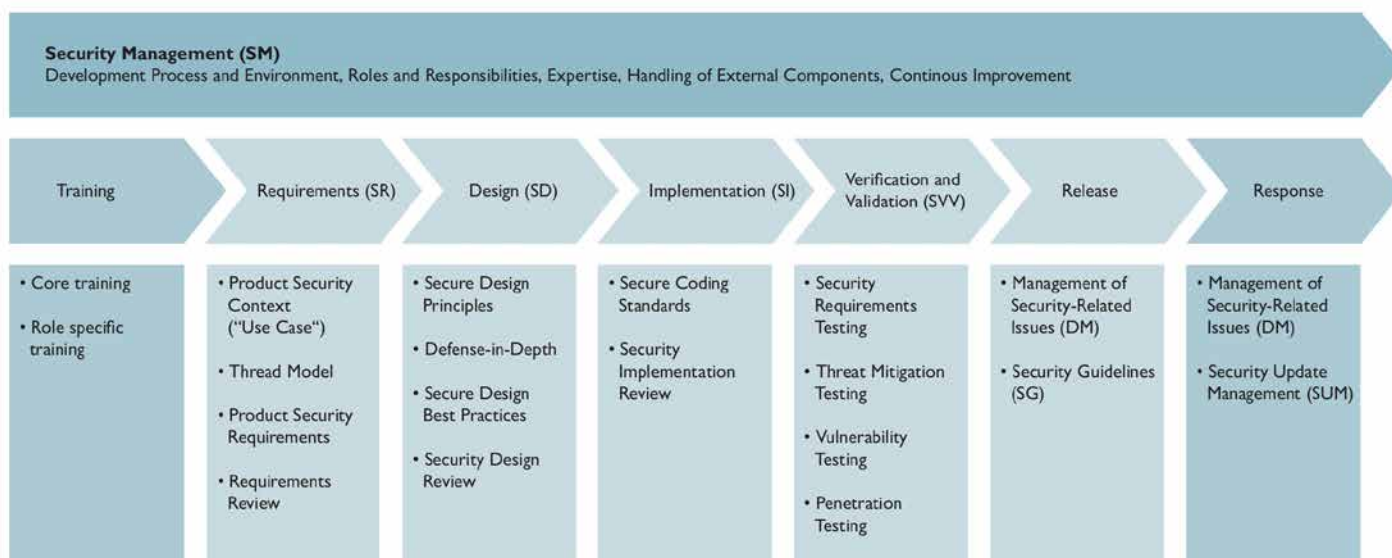 Security Management (SM)
Development Process and Environment, Roles and Responsibilities, Expertise, Handling of External Components, Continous Improvement
Training
Requirements (SR)
Design (SD)
Implementation (SI)
Verification and
Validation (SVV)
Release
Response
• Core training
• Role specific
training
• Product Security
Context
("Use Case“)
• Thread Model
• Product Security
Requirements
• Requirements
Review
• Secure Design
Principles
• Defense-in-Depth
• Secure Design
Best Practices
• Security Design
Review
• Secure Coding
Standards
• Security
Implementation
Review
• Security
Requirements
Testing
• Threat Mitigation
Testing
• Vulnerability
Testing
• Penetration
Testing
• Management of
Security-Related
Issues (DM)
• Security Guidelines
(SG)
• Management of
Security-Related
Issues (DM)
• Security Update
Management (SUM)